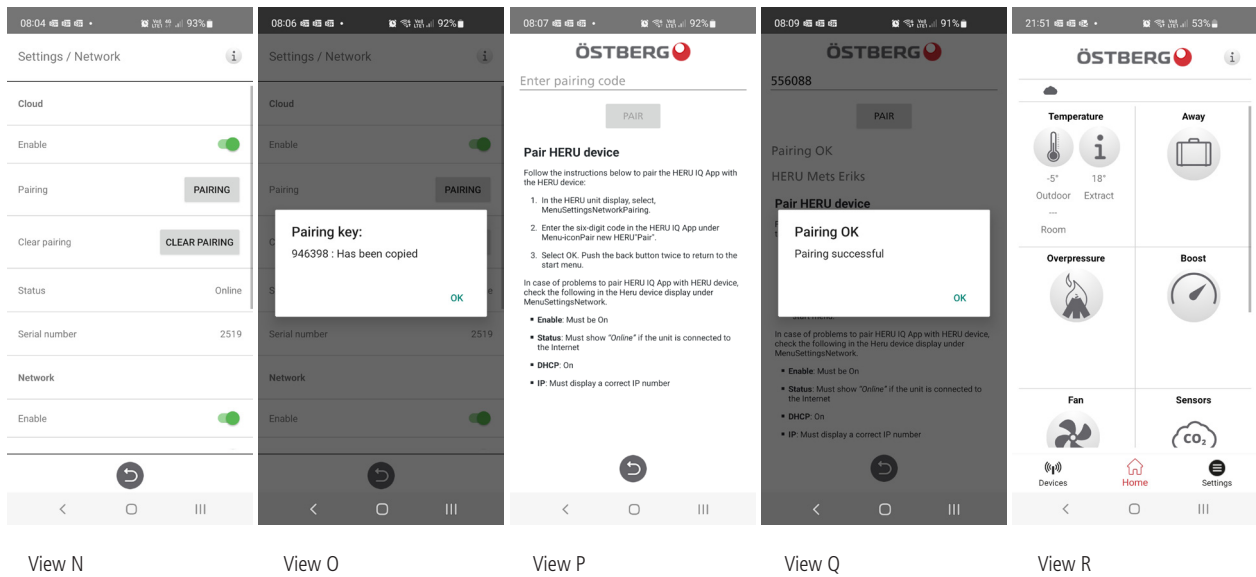 08:04 93%
Settings / Network i
Cloud
Enable
Pairing PAIRING
Clear pairing CLEAR PAIRING
Status Online
Serial number 2519
Network
Enable
View N
08:06 92%
Settings / Network i
Cloud
Enable
Pairing PAIRING
Pairing key:
946398 : Has been copied
OK
Serial number 2519
Network
Enable
View O
08:07 92%
ÖSTBERG
Enter pairing code
PAIR
Pair HERU device
Follow the instructions below to pair the HERU IQ App with
the HERU device:
1. In the HERU unit display, select,
MenuSettingsNetworkPairing.
2. Enter the six-digit code in the HERU IQ App under
Menu-iconPair new HERU"Pair".
3. Select OK. Push the back button twice to return to the
start menu.
In case of problems to pair HERU IQ App with HERU device,
check the following in the Heru device display under
MenuSettingsNetwork.
▪ Enable: Must be On
▪ Status: Must show "Online" if the unit is connected to
the Internet
▪ DHCP: On
▪ IP: Must display a correct IP number
View P
08:09 91%
ÖSTBERG
556088
PAIR
Pairing OK
HERU Mets Eriks
Pair HERU device
Pairing OK
Pairing successful
OK
In case of problems to pair HERU IQ App with HERU device,
check the following in the Heru device display under
MenuSettingsNetwork.
▪ Enable: Must be On
▪ Status: Must show "Online" if the unit is connected to
the Internet
▪ DHCP: On
▪ IP: Must display a correct IP number
View Q
21:51 53%
ÖSTBERG i
Temperature Away
i
-5° 18°
Outdoor Extract
---
Room
Overpressure Boost
Fan Sensors
CO₂
Devices Home Settings
View R